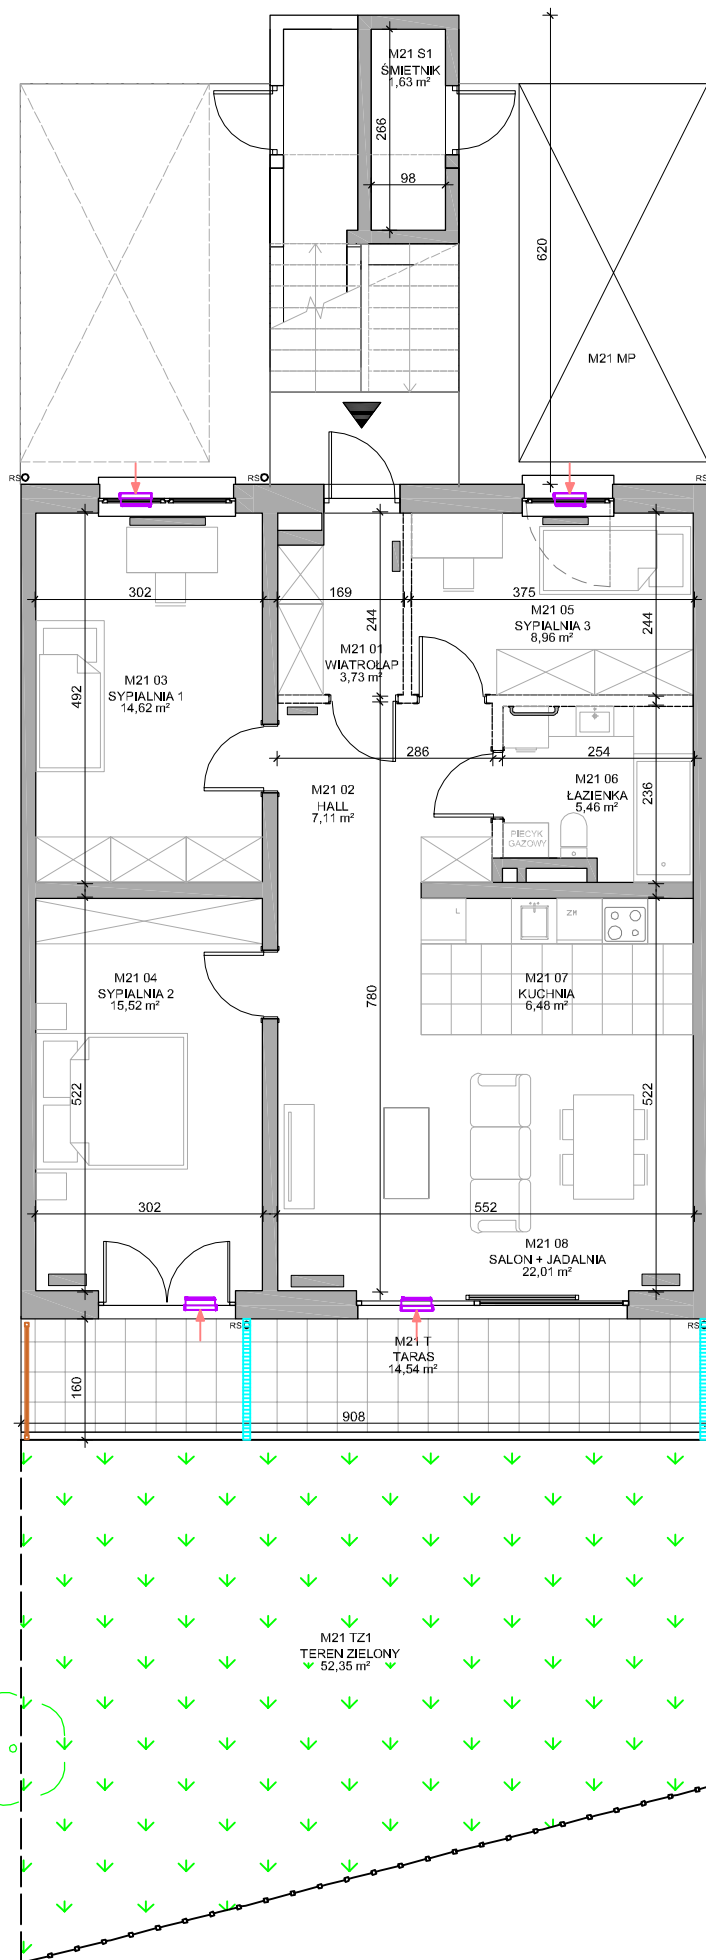 M21 S1
ŚMIETNIK
1,63 m²
266
98
620
M21 MP
RS
RS
RS
302
169
375
244
244
M21 05
SYPIALNIA 3
8,96 m²
M21 01
WIATROŁAP
3,73 m²
492
M21 03
SYPIALNIA 1
14,62 m²
286
254
M21 02
HALL
7,11 m²
M21 06
ŁAZIENKA
5,46 m²
236
PIECYK
GAZOWY
L
ZM
M21 04
SYPIALNIA 2
15,52 m²
M21 07
KUCHNIA
6,48 m²
780
522
522
302
552
M21 08
SALON + JADALNIA
22,01 m²
RS
RS
M21 T
TARAS
14,54 m²
160
908
M21 TZ1
TEREN ZIELONY
52,35 m²